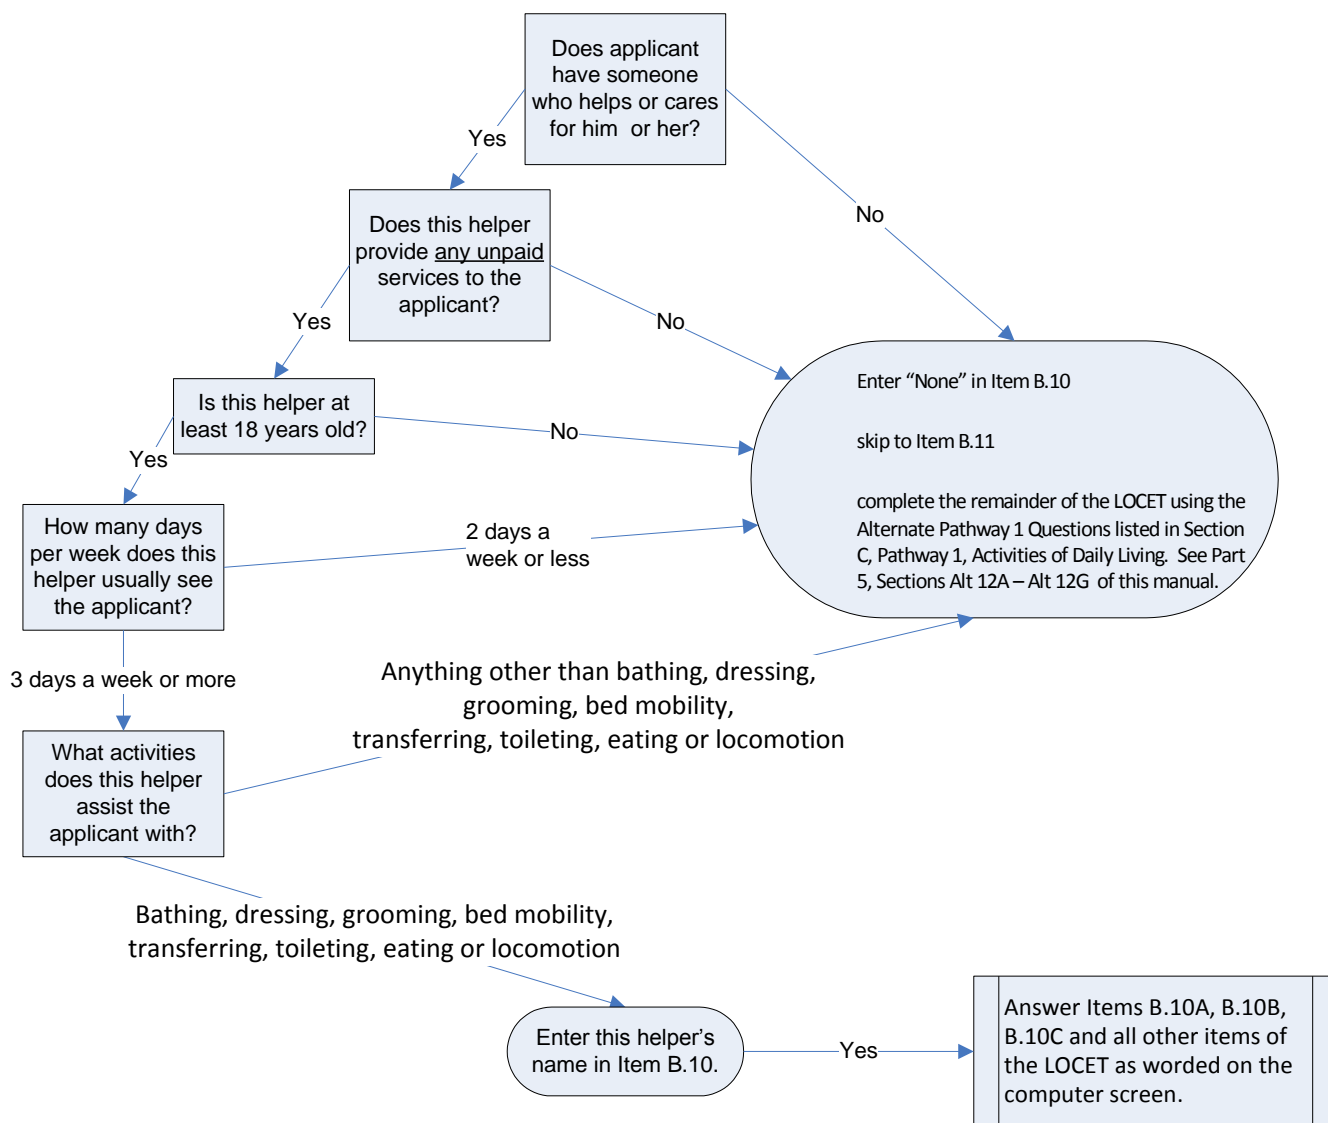 Does applicant
have someone
who helps or cares
for him or her?
Yes
No
Does this helper
provide any unpaid
services to the
applicant?
Yes
No
Is this helper at
least 18 years old?
Yes
No
Enter “None” in Item B.10
skip to Item B.11
complete the remainder of the LOCET using the
Alternate Pathway 1 Questions listed in Section
C, Pathway 1, Activities of Daily Living. See Part
5, Sections Alt 12A – Alt 12G of this manual.
How many days
per week does this
helper usually see
the applicant?
2 days a
week or less
3 days a week or more
Anything other than bathing, dressing,
grooming, bed mobility,
transferring, toileting, eating or locomotion
What activities
does this helper
assist the
applicant with?
Bathing, dressing, grooming, bed mobility,
transferring, toileting, eating or locomotion
Enter this helper’s
name in Item B.10.
Yes
Answer Items B.10A, B.10B,
B.10C and all other items of
the LOCET as worded on the
computer screen.